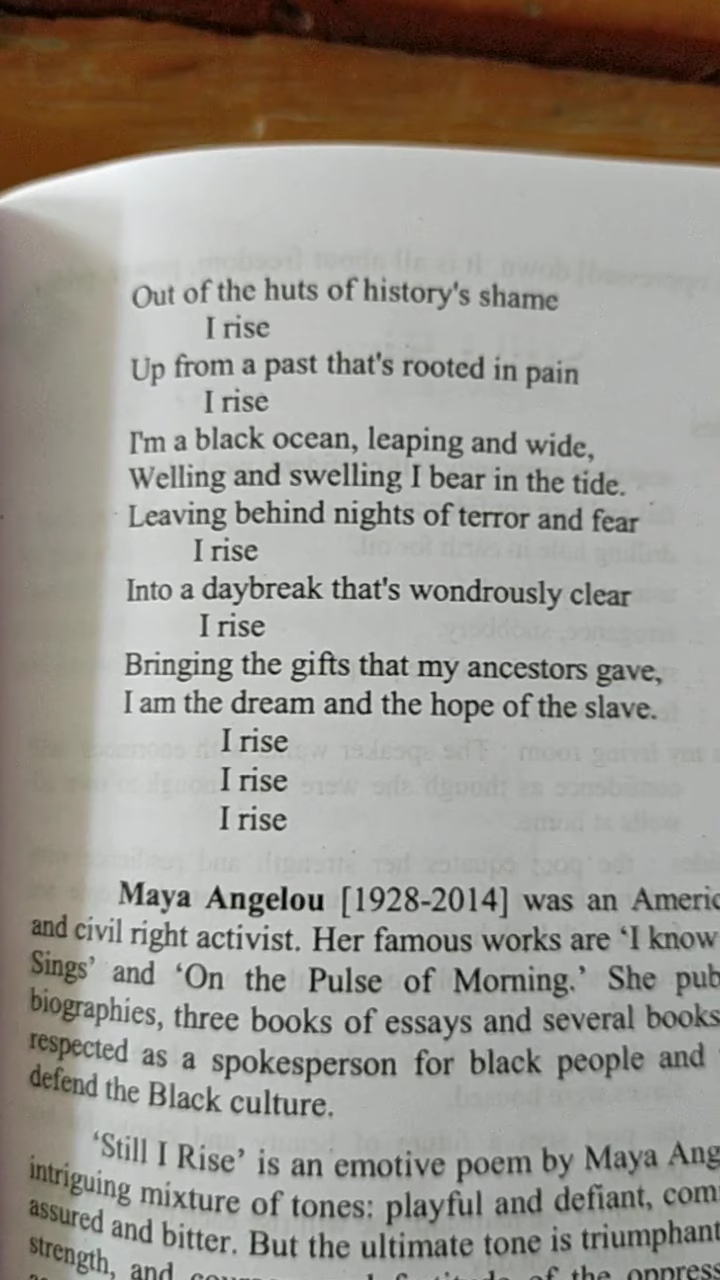 Out of the huts of history's shame
I rise
Up from a past that's rooted in pain
I rise
I'm a black ocean, leaping and wide,
Welling and swelling I bear in the tide.
Leaving behind nights of terror and fear
I rise
Into a daybreak that's wondrously clear
I rise
Bringing the gifts that my ancestors gave,
I am the dream and the hope of the slave.
I rise
I rise
I rise
Maya Angelou [1928-2014] was an Americ
and civil right activist. Her famous works are ‘I know
Sings’ and ‘On the Pulse of Morning.’ She pub
biographies, three books of essays and several books
respected as a spokesperson for black people and
defend the Black culture.
‘Still I Rise’ is an emotive poem by Maya Ang
intriguing mixture of tones: playful and defiant, com
assured and bitter. But the ultimate tone is triumphant
strength, and of the oppress